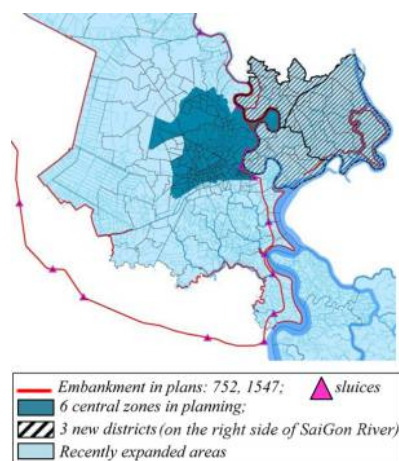 Embankment in plans: 752, 1547;
sluices
6 central zones in planning;
3 new districts (on the right side of SaiGon River)
Recently expanded areas